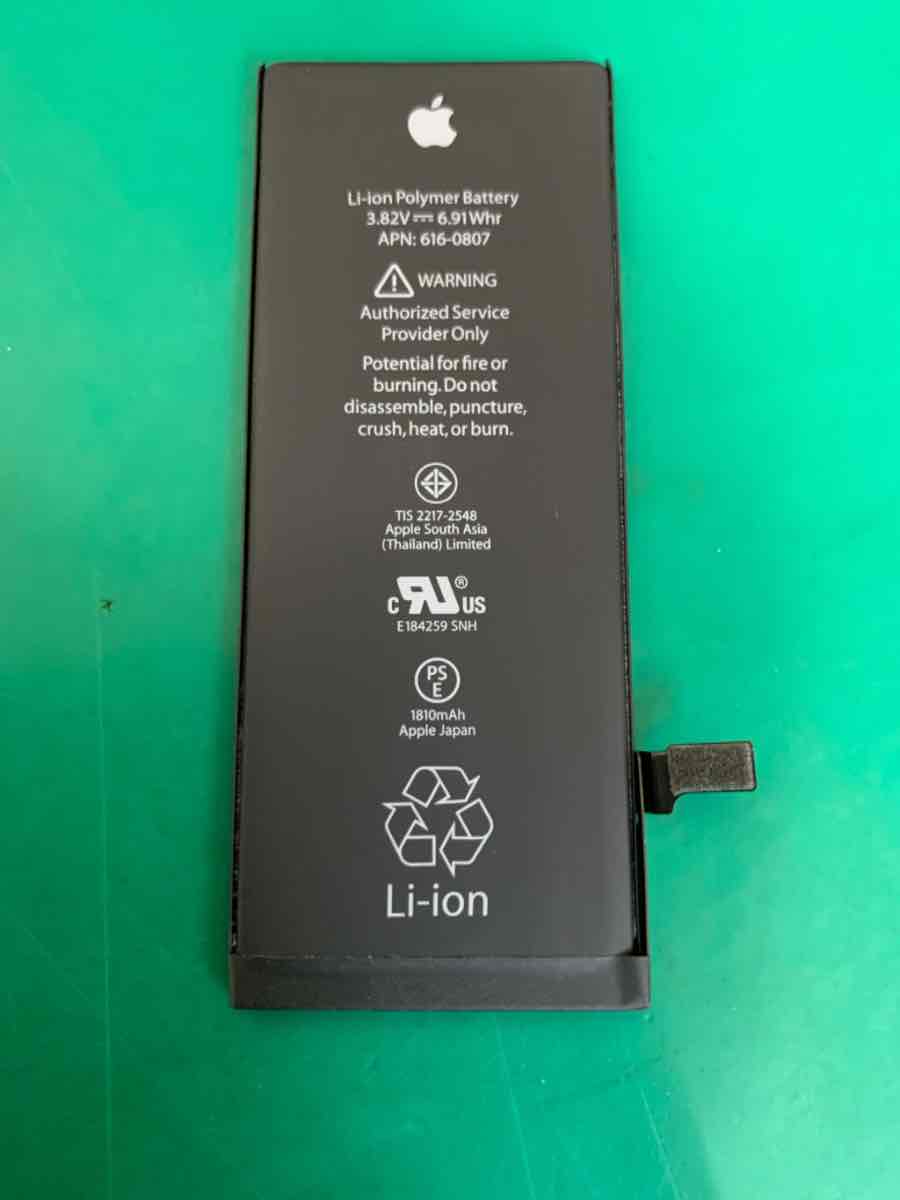 Li-ion Polymer Battery
3.82V ⎓ 6.91Whr
APN: 616-0807
WARNING
Authorized Service
Provider Only
Potential for fire or
burning. Do not
disassemble, puncture,
crush, heat, or burn.
TIS 2217-2548
Apple South Asia
(Thailand) Limited
c RU ® US
E184259 SNH
PS
E
1810mAh
Apple Japan
Li-ion